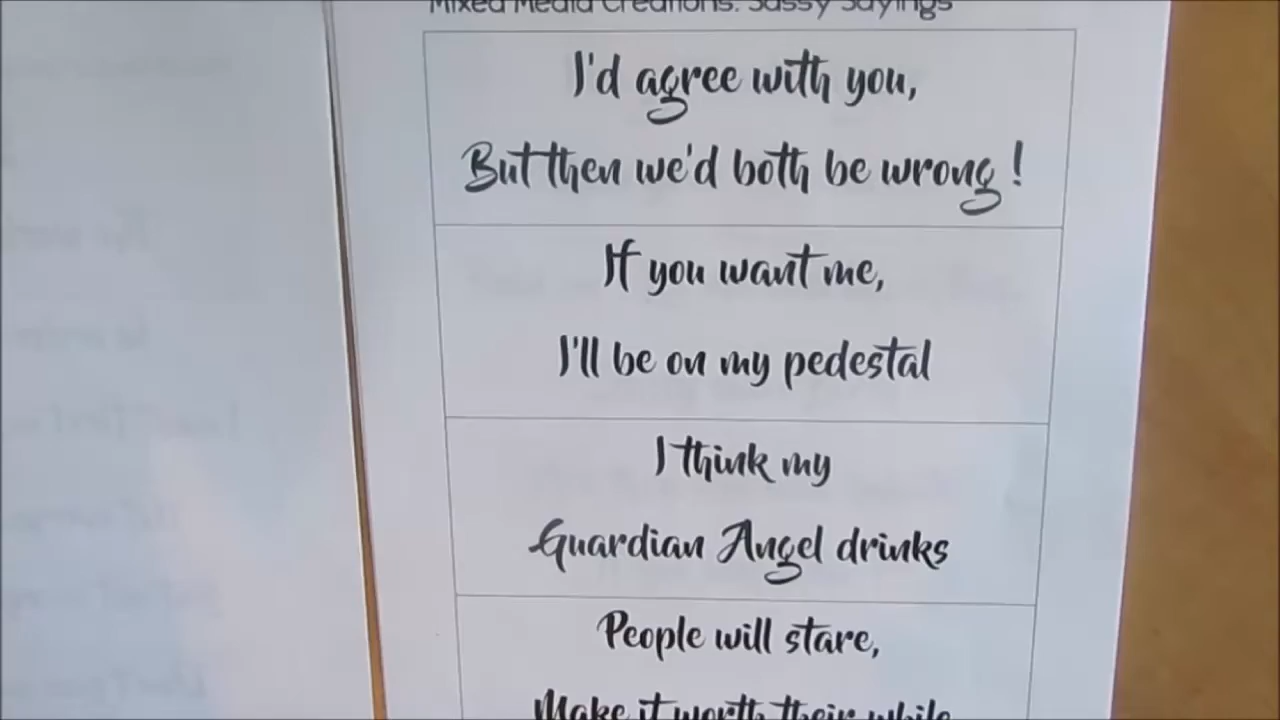 Mixed Media Creations: Sassy Sayings
I'd agree with you,
But then we'd both be wrong !
If you want me,
I'll be on my pedestal
I think my
Guardian Angel drinks
People will stare,
Make it worth their while